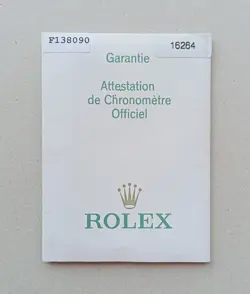 F138090
16264
Garantie
Attestation
de Chronomètre
Officiel
ROLEX